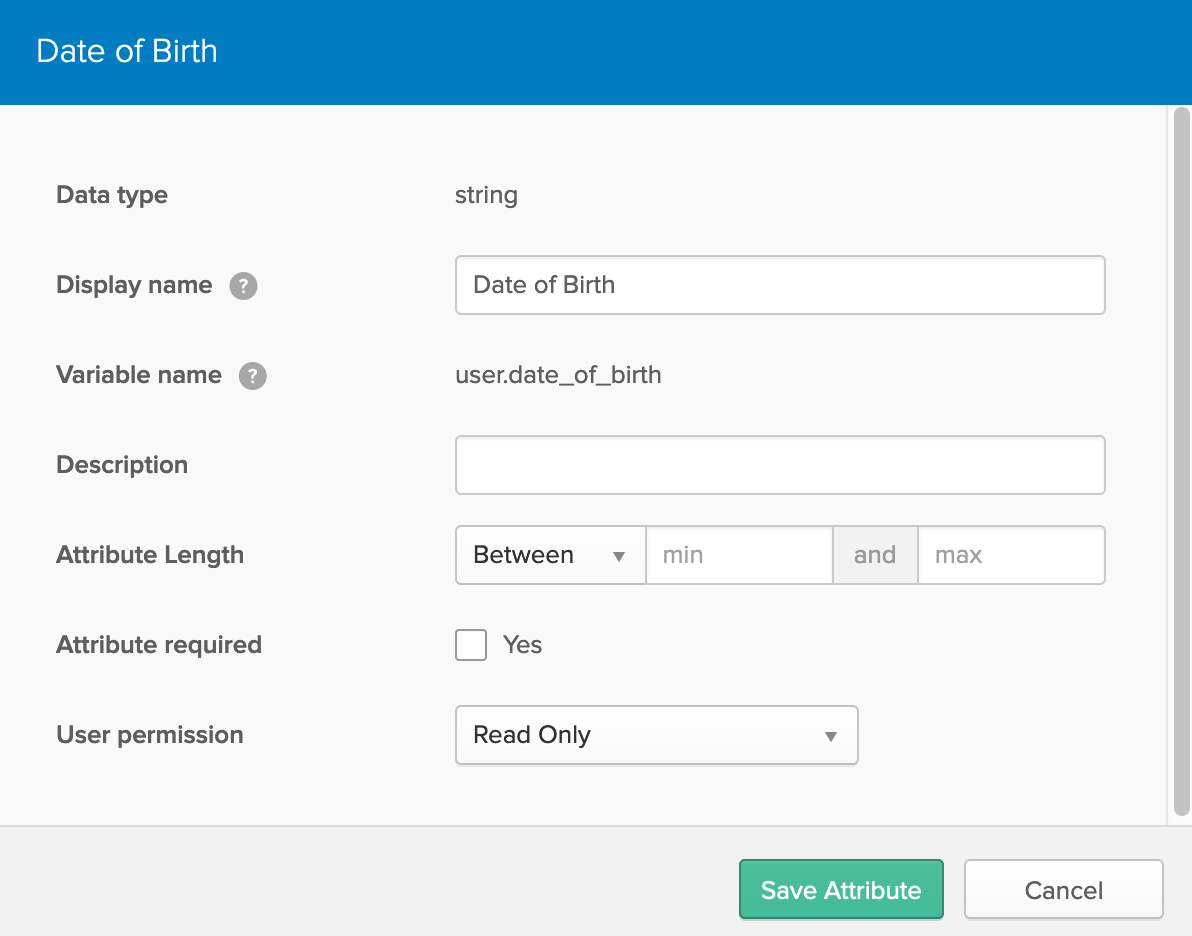 Date of Birth
Data type string
Display name ? Date of Birth
Variable name ? user.date_of_birth
Description
Attribute Length Between min and max
Attribute required Yes
User permission Read Only
Save Attribute Cancel